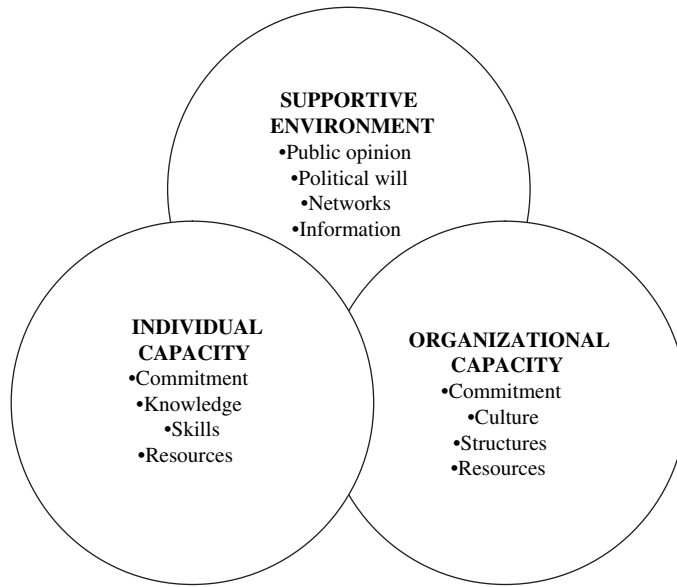 SUPPORTIVE
ENVIRONMENT
•Public opinion
•Political will
•Networks
•Information
INDIVIDUAL
CAPACITY
•Commitment
•Knowledge
•Skills
•Resources
ORGANIZATIONAL
CAPACITY
•Commitment
•Culture
•Structures
•Resources